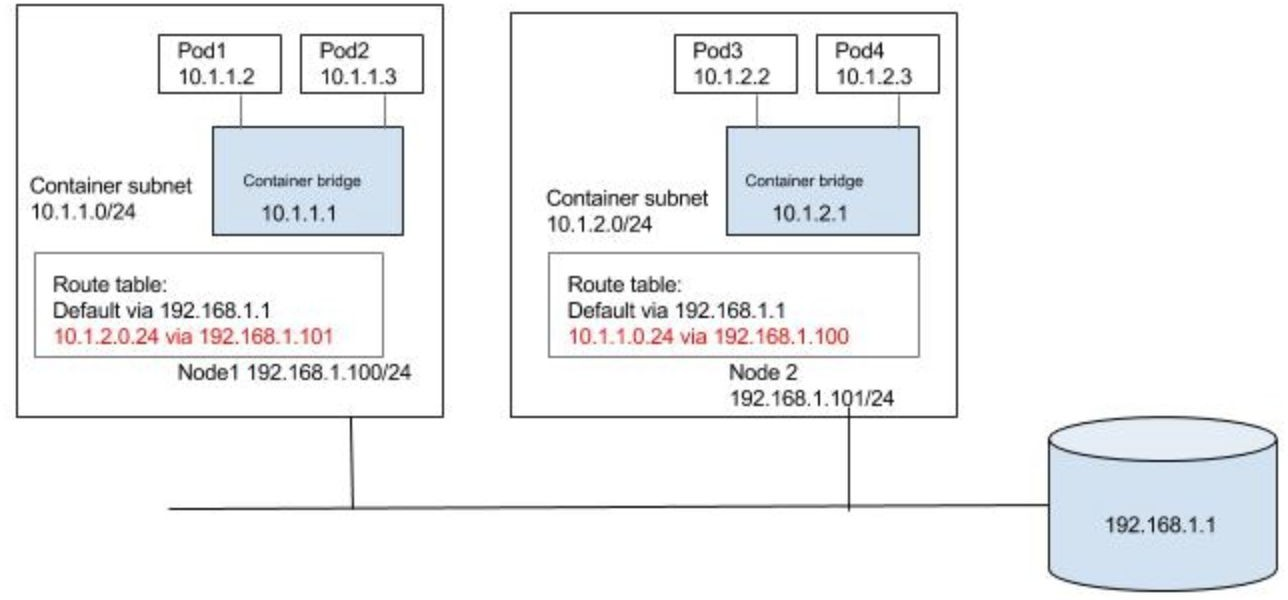 Pod1
10.1.1.2
Pod2
10.1.1.3
Container subnet
10.1.1.0/24
Container bridge
10.1.1.1
Route table:
Default via 192.168.1.1
10.1.2.0.24 via 192.168.1.101
Node1 192.168.1.100/24
Pod3
10.1.2.2
Pod4
10.1.2.3
Container subnet
10.1.2.0/24
Container bridge
10.1.2.1
Route table:
Default via 192.168.1.1
10.1.1.0.24 via 192.168.1.100
Node 2
192.168.1.101/24
192.168.1.1